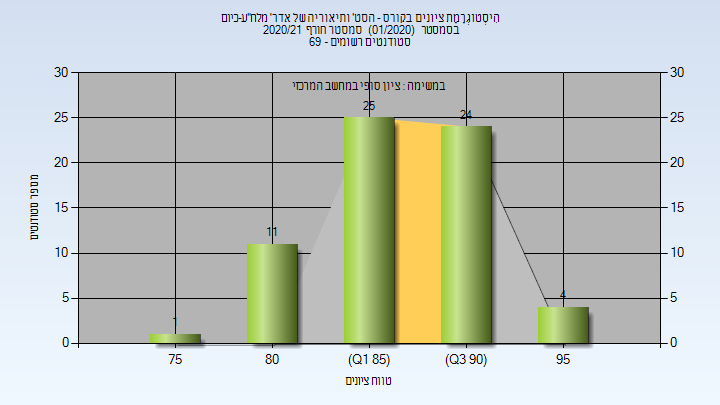 היסטוגרמת ציונים בקורס - הסט' ותיאוריה של אדר' מלח"ע-כיום
בסמסטר (01/2020) סמסטר חורף 2020/21
סטודנטים רשומים - 69
במשימה : ציון סופי במחשב המרכזי
30 30
25 25
20 20
15 15
10 10
5 5
0 0
1 11 25 24 4
75 80 (Q1 85) (Q3 90) 95
מספר סטודנטים
טווח ציונים